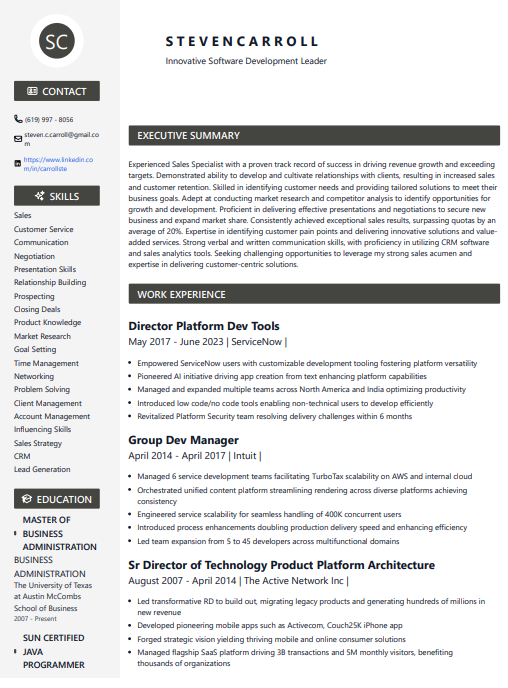 SC
CONTACT
(619) 997 - 8056
steven.c.carroll@gmail.co
m
https://www.linkedin.co
m/in/carrollste
SKILLS
Sales
Customer Service
Communication
Negotiation
Presentation Skills
Relationship Building
Prospecting
Closing Deals
Product Knowledge
Market Research
Goal Setting
Time Management
Networking
Problem Solving
Client Management
Account Management
Influencing Skills
Sales Strategy
CRM
Lead Generation
EDUCATION
MASTER OF
BUSINESS
ADMINISTRATION
BUSINESS
ADMINISTRATION
The University of Texas
at Austin McCombs
School of Business
2007 - Present
SUN CERTIFIED
JAVA
PROGRAMMER
STEVENCARROLL
Innovative Software Development Leader
EXECUTIVE SUMMARY
Experienced Sales Specialist with a proven track record of success in driving revenue growth and exceeding
targets. Demonstrated ability to develop and cultivate relationships with clients, resulting in increased sales
and customer retention. Skilled in identifying customer needs and providing tailored solutions to meet their
business goals. Adept at conducting market research and competitor analysis to identify opportunities for
growth and development. Proficient in delivering effective presentations and negotiations to secure new
business and expand market share. Consistently achieved exceptional sales results, surpassing quotas by an
average of 20%. Expertise in identifying customer pain points and delivering innovative solutions and value-
added services. Strong verbal and written communication skills, with proficiency in utilizing CRM software
and sales analytics tools. Seeking challenging opportunities to leverage my strong sales acumen and
expertise in delivering customer-centric solutions.
WORK EXPERIENCE
Director Platform Dev Tools
May 2017 - June 2023 | ServiceNow |
• Empowered ServiceNow users with customizable development tooling fostering platform versatility
• Pioneered AI initiative driving app creation from text enhancing platform capabilities
• Managed and expanded multiple teams across North America and India optimizing productivity
• Introduced low code/no code tools enabling non-technical users to develop efficiently
• Revitalized Platform Security team resolving delivery challenges within 6 months
Group Dev Manager
April 2014 - April 2017 | Intuit |
• Managed 6 service development teams facilitating TurboTax scalability on AWS and internal cloud
• Orchestrated unified content platform streamlining rendering across diverse platforms achieving
consistency
• Engineered service scalability for seamless handling of 400K concurrent users
• Introduced process enhancements doubling production delivery speed and enhancing efficiency
• Led team expansion from 5 to 45 developers across multifunctional domains
Sr Director of Technology Product Platform Architecture
August 2007 - April 2014 | The Active Network Inc |
• Led transformative RD to build out, migrating legacy products and generating hundreds of millions in
new revenue
• Developed pioneering mobile apps such as Activecom, Couch25K iPhone app
• Forged strategic vision yielding thriving mobile and online consumer solutions
• Managed flagship SaaS platform driving 3B transactions and 5M monthly visitors, benefiting
thousands of organizations